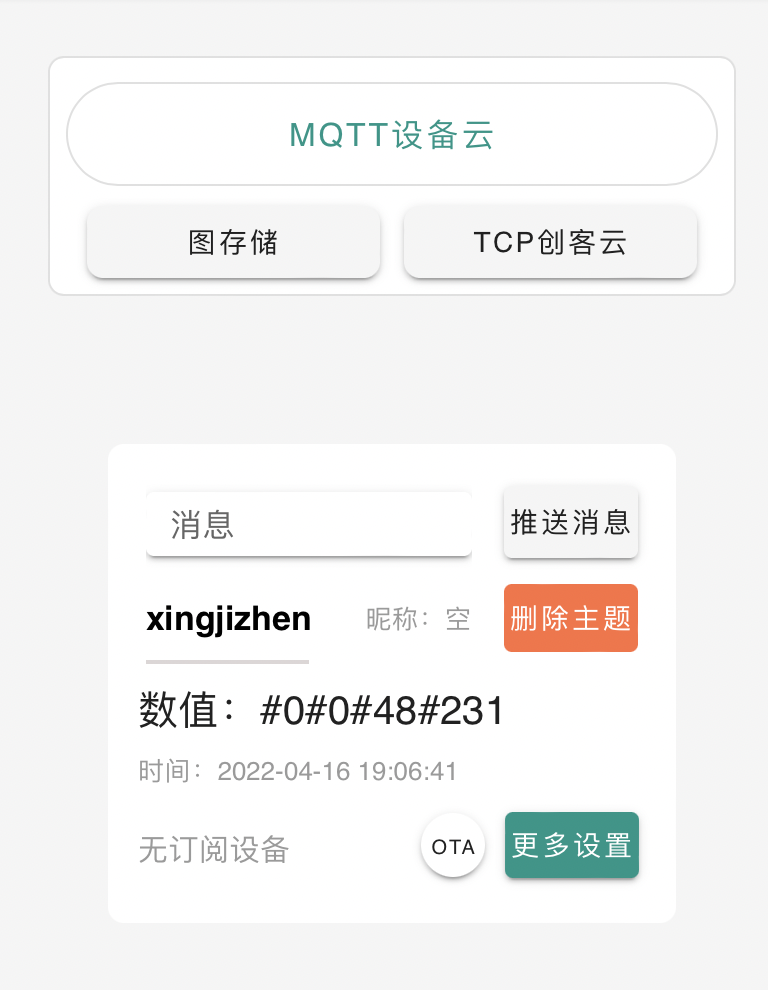 MQTT设备云
图存储 TCP创客云
消息 推送消息
xingjizhen 昵称：空 删除主题
数值：#0#0#48#231
时间：2022-04-16 19:06:41
无订阅设备 OTA 更多设置